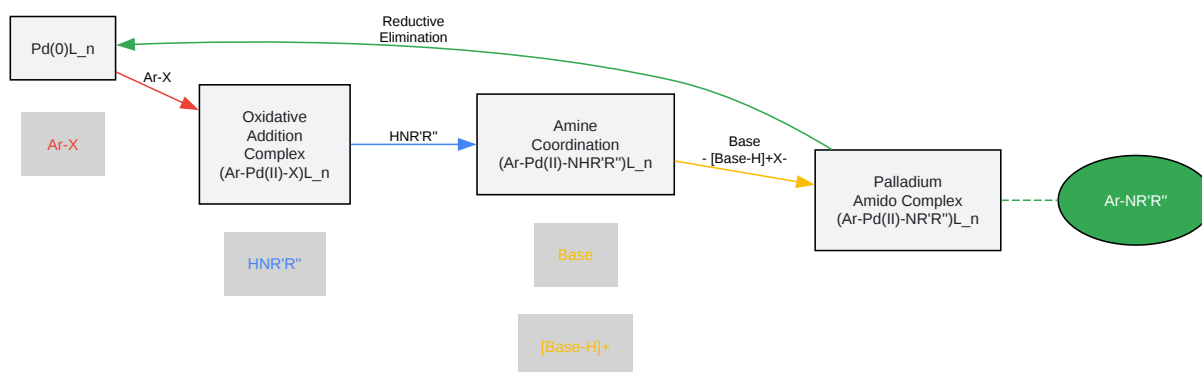 Pd(0)L_n
Ar-X
Reductive
Elimination
Ar-X
Oxidative
Addition
Complex
(Ar-Pd(II)-X)L_n
HNR'R"
HNR'R"
Amine
Coordination
(Ar-Pd(II)-NHR'R")L_n
Base
- [Base-H]+X-
Base
[Base-H]+
Palladium
Amido Complex
(Ar-Pd(II)-NR'R")L_n
Ar-NR'R"